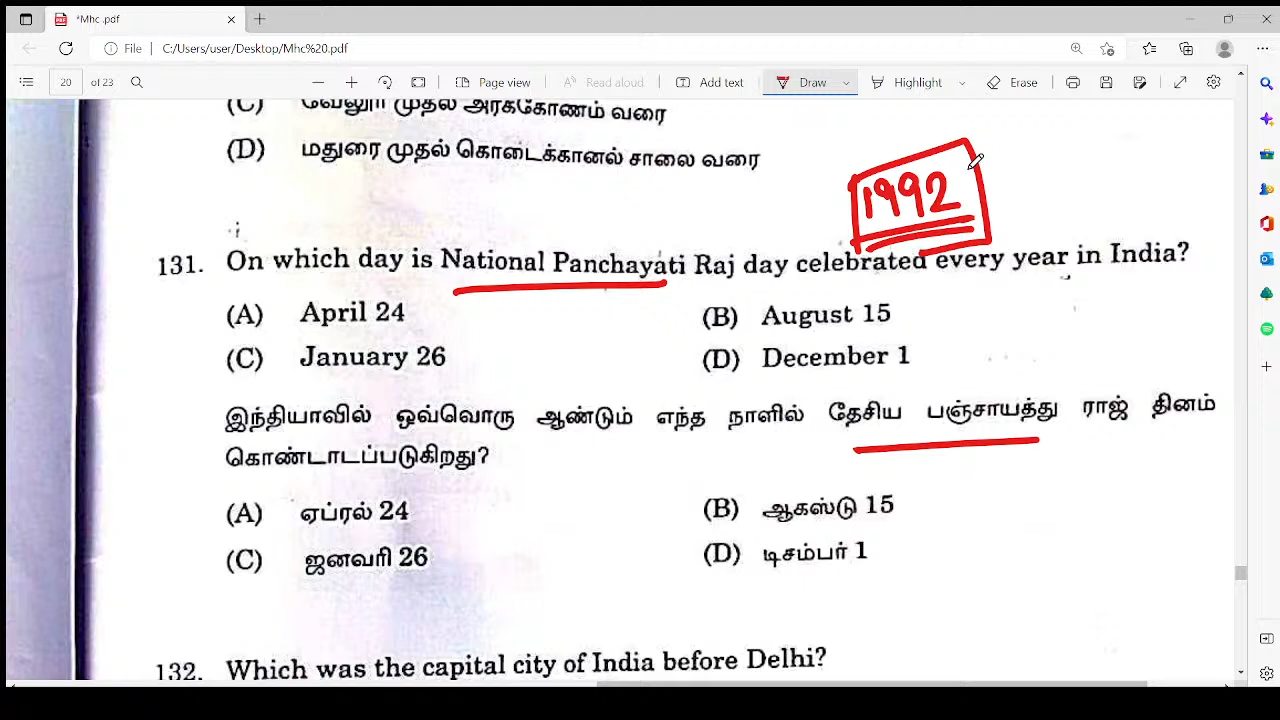 *Mhc .pdf
File C:/Users/user/Desktop/Mhc%20.pdf
20 of 23 Page view Read aloud Add text Draw Highlight Erase
(C) வேலூர் முதல் அரக்கோணம் வரை
(D) மதுரை முதல் கொடைக்கானல் சாலை வரை
1992
131. On which day is National Panchayati Raj day celebrated every year in India?
(A) April 24 (B) August 15
(C) January 26 (D) December 1
இந்தியாவில் ஒவ்வொரு ஆண்டும் எந்த நாளில் தேசிய பஞ்சாயத்து ராஜ் தினம்
கொண்டாடப்படுகிறது?
(A) ஏப்ரல் 24 (B) ஆகஸ்டு 15
(C) ஜனவரி 26 (D) டிசம்பர் 1
132. Which was the capital city of India before Delhi?